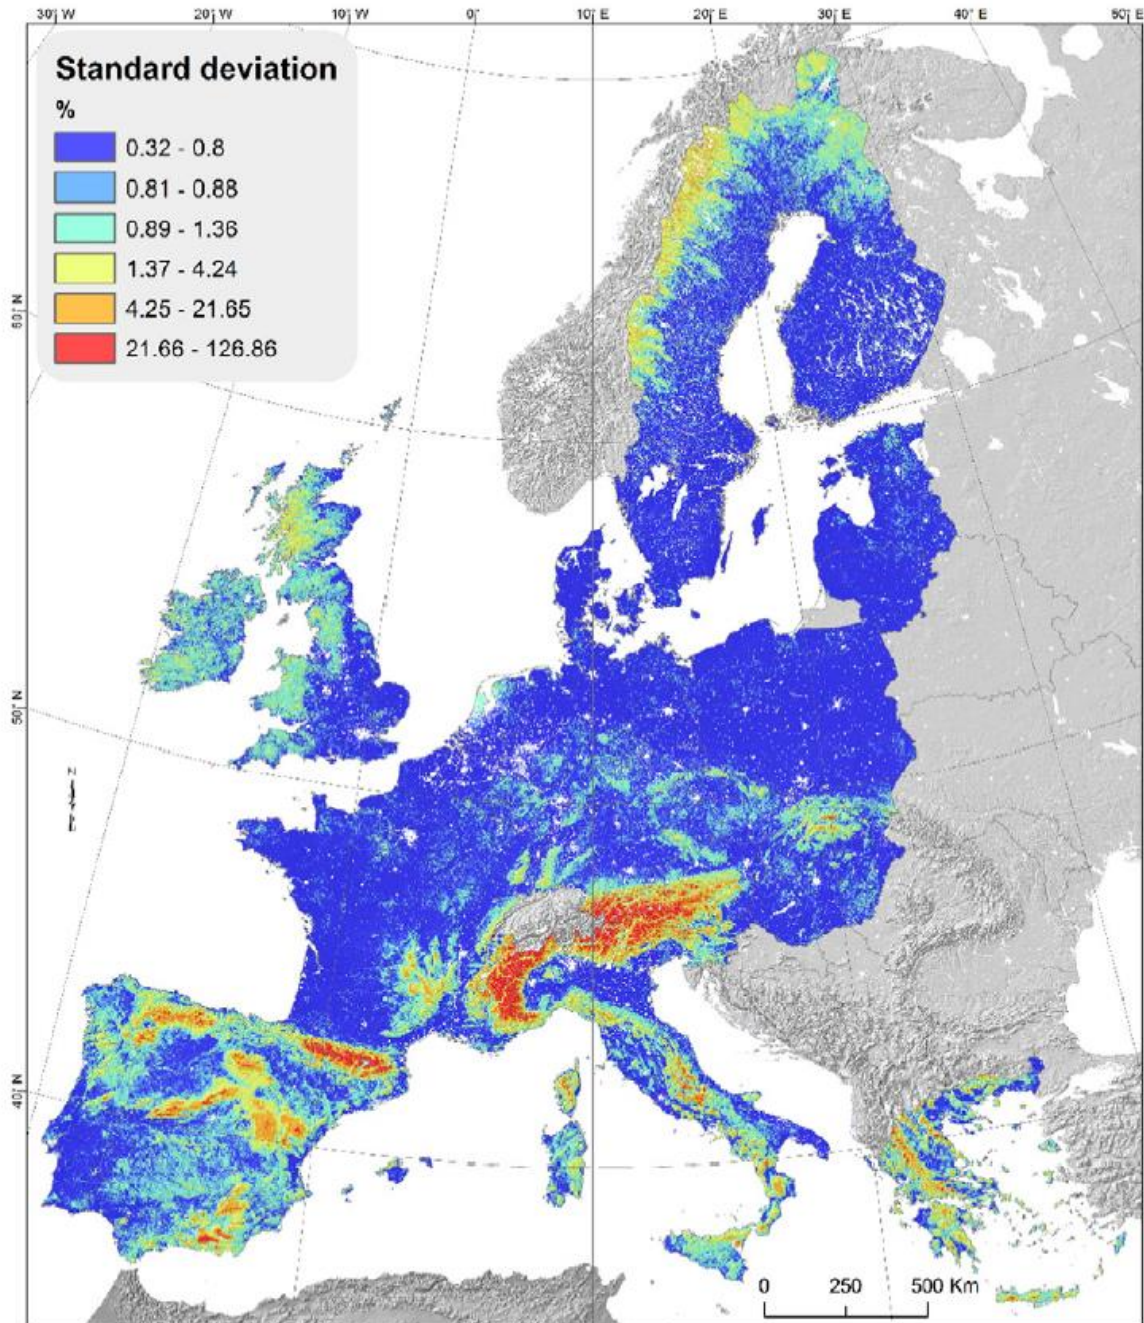 30° W 20° W 10° W 0° 10° E 20° E 30° E 40° E 50° E
Standard deviation
%
0.32 - 0.8
0.81 - 0.88
0.89 - 1.36
1.37 - 4.24
4.25 - 21.65
21.66 - 126.86
60° N
50° N
N
40° N
0 250 500 Km